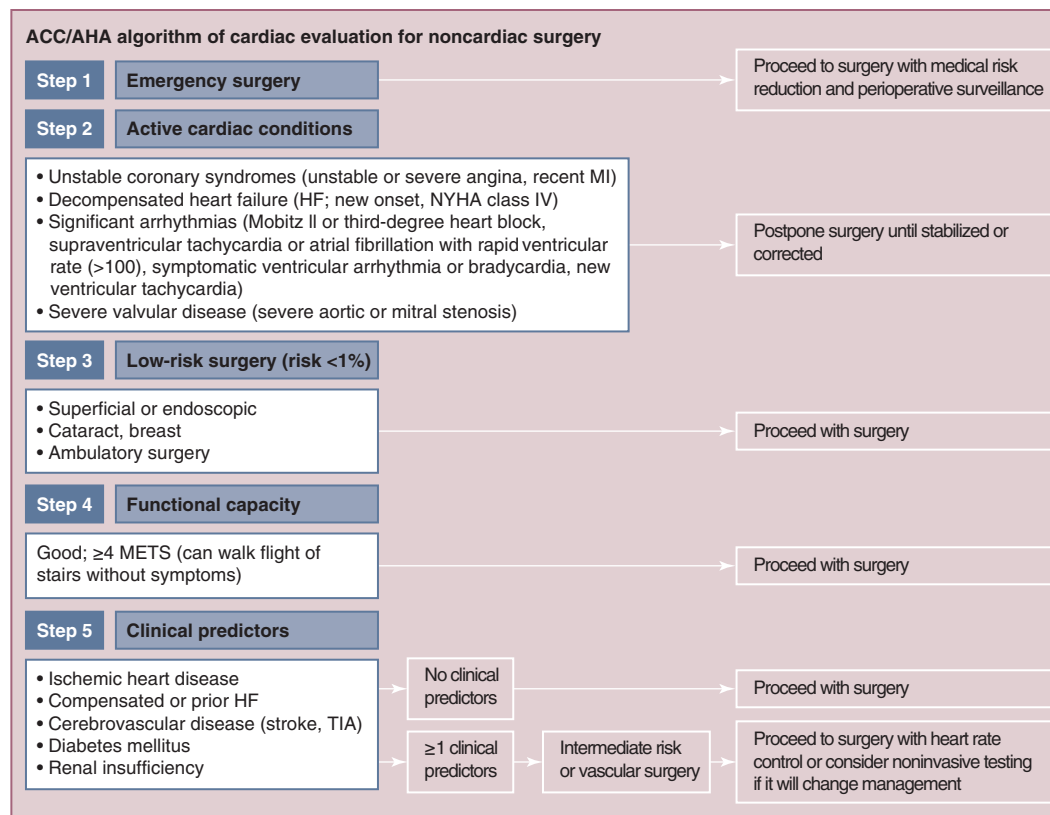 ACC/AHA algorithm of cardiac evaluation for noncardiac surgery
Step 1
Emergency surgery
Proceed to surgery with medical risk
reduction and perioperative surveillance
Step 2
Active cardiac conditions
• Unstable coronary syndromes (unstable or severe angina, recent MI)
• Decompensated heart failure (HF; new onset, NYHA class IV)
• Significant arrhythmias (Mobitz II or third-degree heart block,
supraventricular tachycardia or atrial fibrillation with rapid ventricular
rate (>100), symptomatic ventricular arrhythmia or bradycardia, new
ventricular tachycardia)
• Severe valvular disease (severe aortic or mitral stenosis)
Postpone surgery until stabilized or
corrected
Step 3
Low-risk surgery (risk <1%)
• Superficial or endoscopic
• Cataract, breast
• Ambulatory surgery
Proceed with surgery
Step 4
Functional capacity
Good; ≥4 METS (can walk flight of
stairs without symptoms)
Proceed with surgery
Step 5
Clinical predictors
• Ischemic heart disease
• Compensated or prior HF
• Cerebrovascular disease (stroke, TIA)
• Diabetes mellitus
• Renal insufficiency
No clinical
predictors
Proceed with surgery
≥1 clinical
predictors
Intermediate risk
or vascular surgery
Proceed to surgery with heart rate
control or consider noninvasive testing
if it will change management